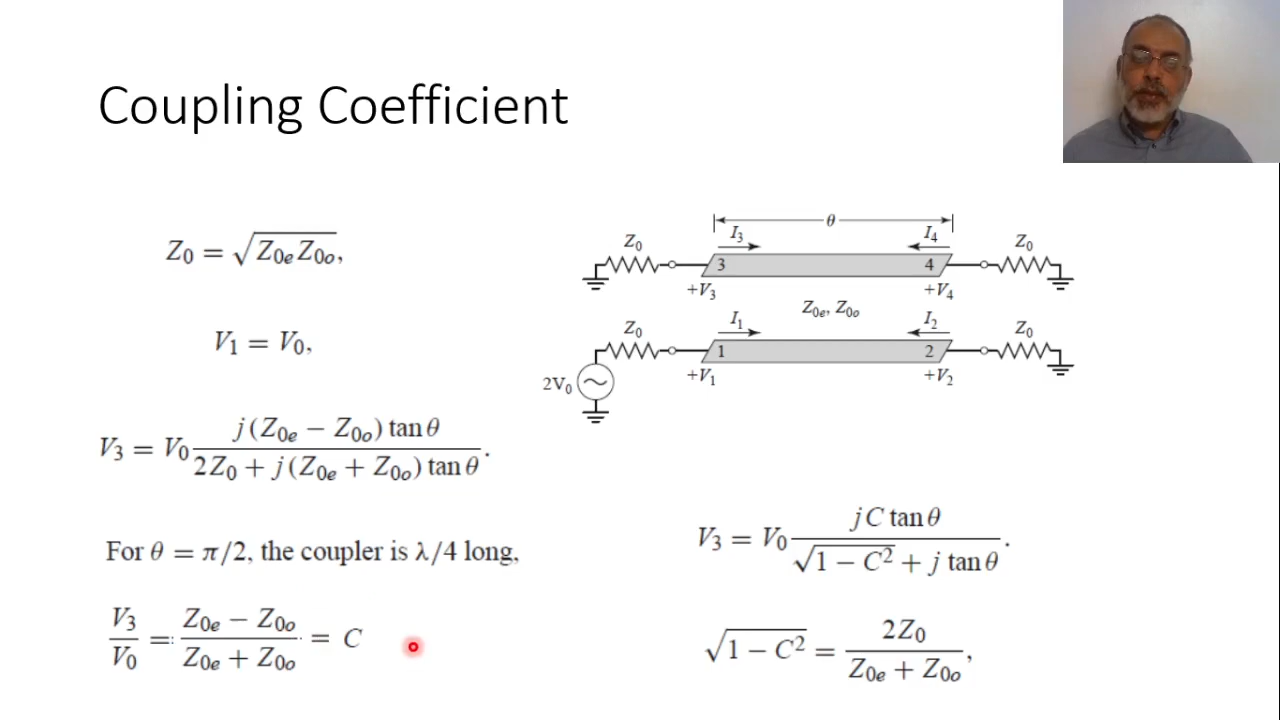 Coupling Coefficient
Z₀ = √(Z₀ₑ Z₀ₒ),
V₁ = V₀,
V₃ = V₀ j(Z₀ₑ − Z₀ₒ) tan θ / 2Z₀ + j(Z₀ₑ + Z₀ₒ) tan θ .
For θ = π/2, the coupler is λ/4 long,
V₃/V₀ = Z₀ₑ − Z₀ₒ / Z₀ₑ + Z₀ₒ = C
θ
Z₀ I₃ I₄ Z₀
3 4
+V₃ +V₄
Z₀ₑ, Z₀ₒ
Z₀ I₁ I₂ Z₀
1 2
+V₁ +V₂
2V₀
V₃ = V₀ jC tan θ / √(1 − C²) + j tan θ .
√(1 − C²) = 2Z₀ / Z₀ₑ + Z₀ₒ ,